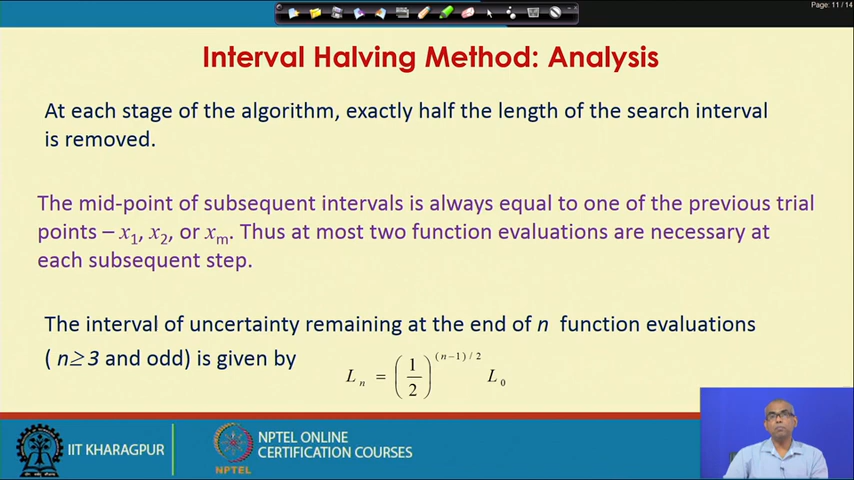 Page: 11 / 14
Interval Halving Method: Analysis
At each stage of the algorithm, exactly half the length of the search interval
is removed.
The mid-point of subsequent intervals is always equal to one of the previous trial
points – x₁, x₂, or xₘ. Thus at most two function evaluations are necessary at
each subsequent step.
The interval of uncertainty remaining at the end of n function evaluations
( n≥3 and odd) is given by
Lₙ = (1/2)^((n−1)/2) L₀
IIT KHARAGPUR
NPTEL
NPTEL ONLINE
CERTIFICATION COURSES